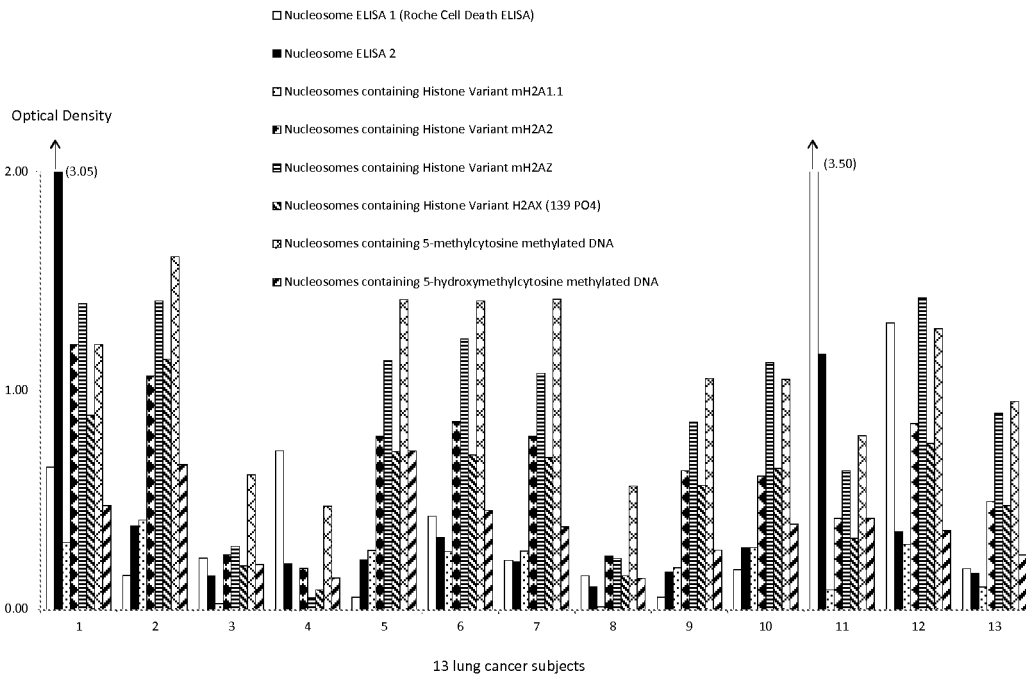 Nucleosome ELISA 1 (Roche Cell Death ELISA)
Nucleosome ELISA 2
Nucleosomes containing Histone Variant mH2A1.1
Nucleosomes containing Histone Variant mH2A2
Nucleosomes containing Histone Variant mH2AZ
Nucleosomes containing Histone Variant H2AX (139 PO4)
Nucleosomes containing 5-methylcytosine methylated DNA
Nucleosomes containing 5-hydroxymethylcytosine methylated DNA
Optical Density
(3.05)
(3.50)
2.00
1.00
0.00
1 2 3 4 5 6 7 8 9 10 11 12 13
13 lung cancer subjects